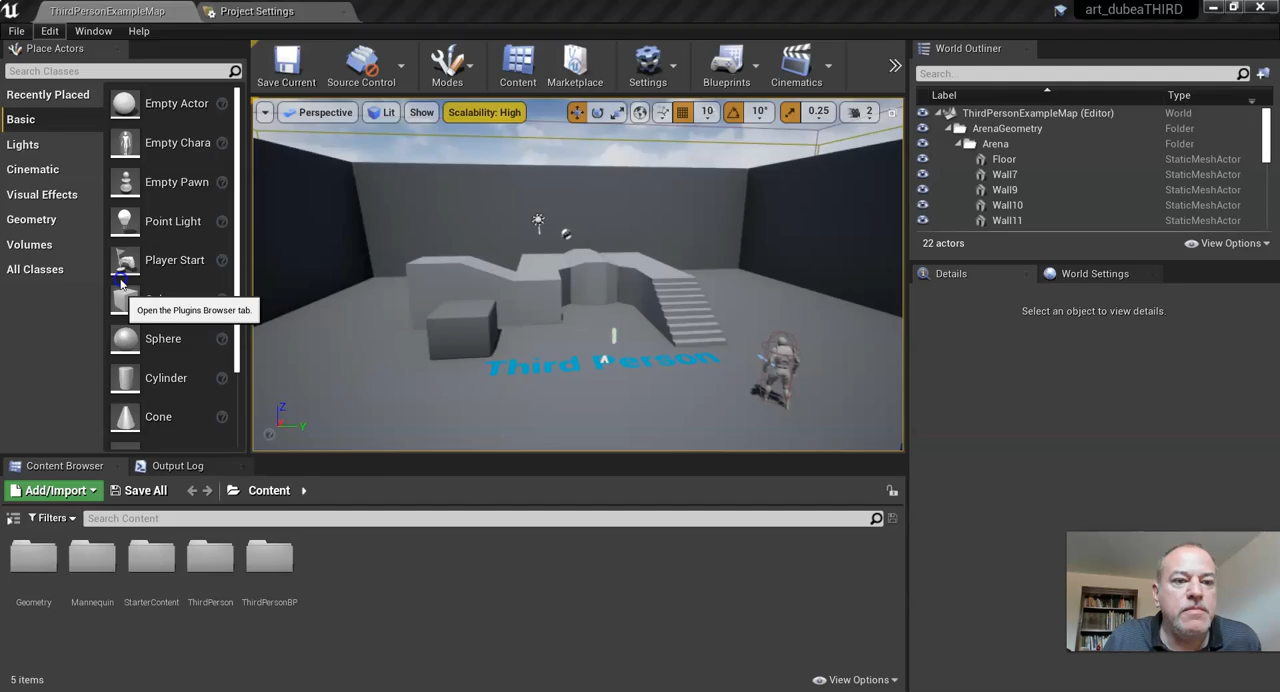 ThirdPersonExampleMap
Project Settings
art_dubeaTHIRD
File
Edit
Window
Help
Place Actors
Search Classes
Recently Placed
Basic
Lights
Cinematic
Visual Effects
Geometry
Volumes
All Classes
Empty Actor
Empty Chara
Empty Pawn
Point Light
Player Start
Open the Plugins Browser tab.
Sphere
Cylinder
Cone
Save Current
Source Control
Modes
Content
Marketplace
Settings
Blueprints
Cinematics
Perspective
Lit
Show
Scalability: High
10
10°
0.25
2
Third Person
Z
Y
World Outliner
Search...
Label
Type
ThirdPersonExampleMap (Editor)
World
ArenaGeometry
Folder
Arena
Folder
Floor
StaticMeshActor
Wall7
StaticMeshActor
Wall9
StaticMeshActor
Wall10
StaticMeshActor
Wall11
StaticMeshActor
22 actors
View Options
Details
World Settings
Select an object to view details.
Content Browser
Output Log
Add/Import
Save All
Content
Filters
Search Content
Geometry
Mannequin
StarterContent
ThirdPerson
ThirdPersonBP
5 items
View Options